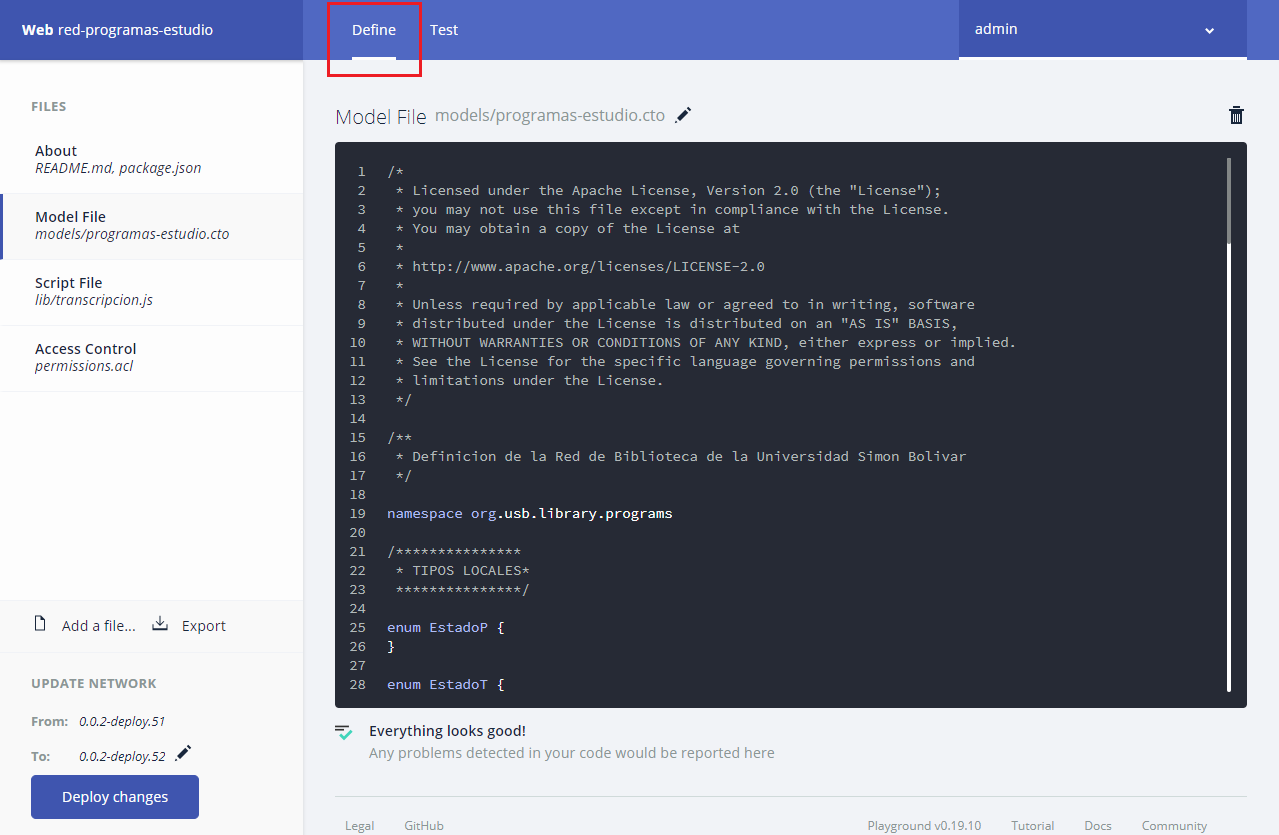 Web red-programas-estudio
Define
Test
admin
FILES
About
README.md, package.json
Model File
models/programas-estudio.cto
Script File
lib/transcripcion.js
Access Control
permissions.acl
Add a file...
Export
UPDATE NETWORK
From: 0.0.2-deploy.51
To: 0.0.2-deploy.52
Deploy changes
Model File models/programas-estudio.cto
1 /*
2  * Licensed under the Apache License, Version 2.0 (the "License");
3  * you may not use this file except in compliance with the License.
4  * You may obtain a copy of the License at
5  *
6  * http://www.apache.org/licenses/LICENSE-2.0
7  *
8  * Unless required by applicable law or agreed to in writing, software
9  * distributed under the License is distributed on an "AS IS" BASIS,
10  * WITHOUT WARRANTIES OR CONDITIONS OF ANY KIND, either express or implied.
11  * See the License for the specific language governing permissions and
12  * limitations under the License.
13  */
14
15 /**
16  * Definicion de la Red de Biblioteca de la Universidad Simon Bolivar
17  */
18
19 namespace org.usb.library.programs
20
21 /***************
22  * TIPOS LOCALES*
23  ***************/
24
25 enum EstadoP {
26 }
27
28 enum EstadoT {
Everything looks good!
Any problems detected in your code would be reported here
Legal
GitHub
Playground v0.19.10
Tutorial
Docs
Community